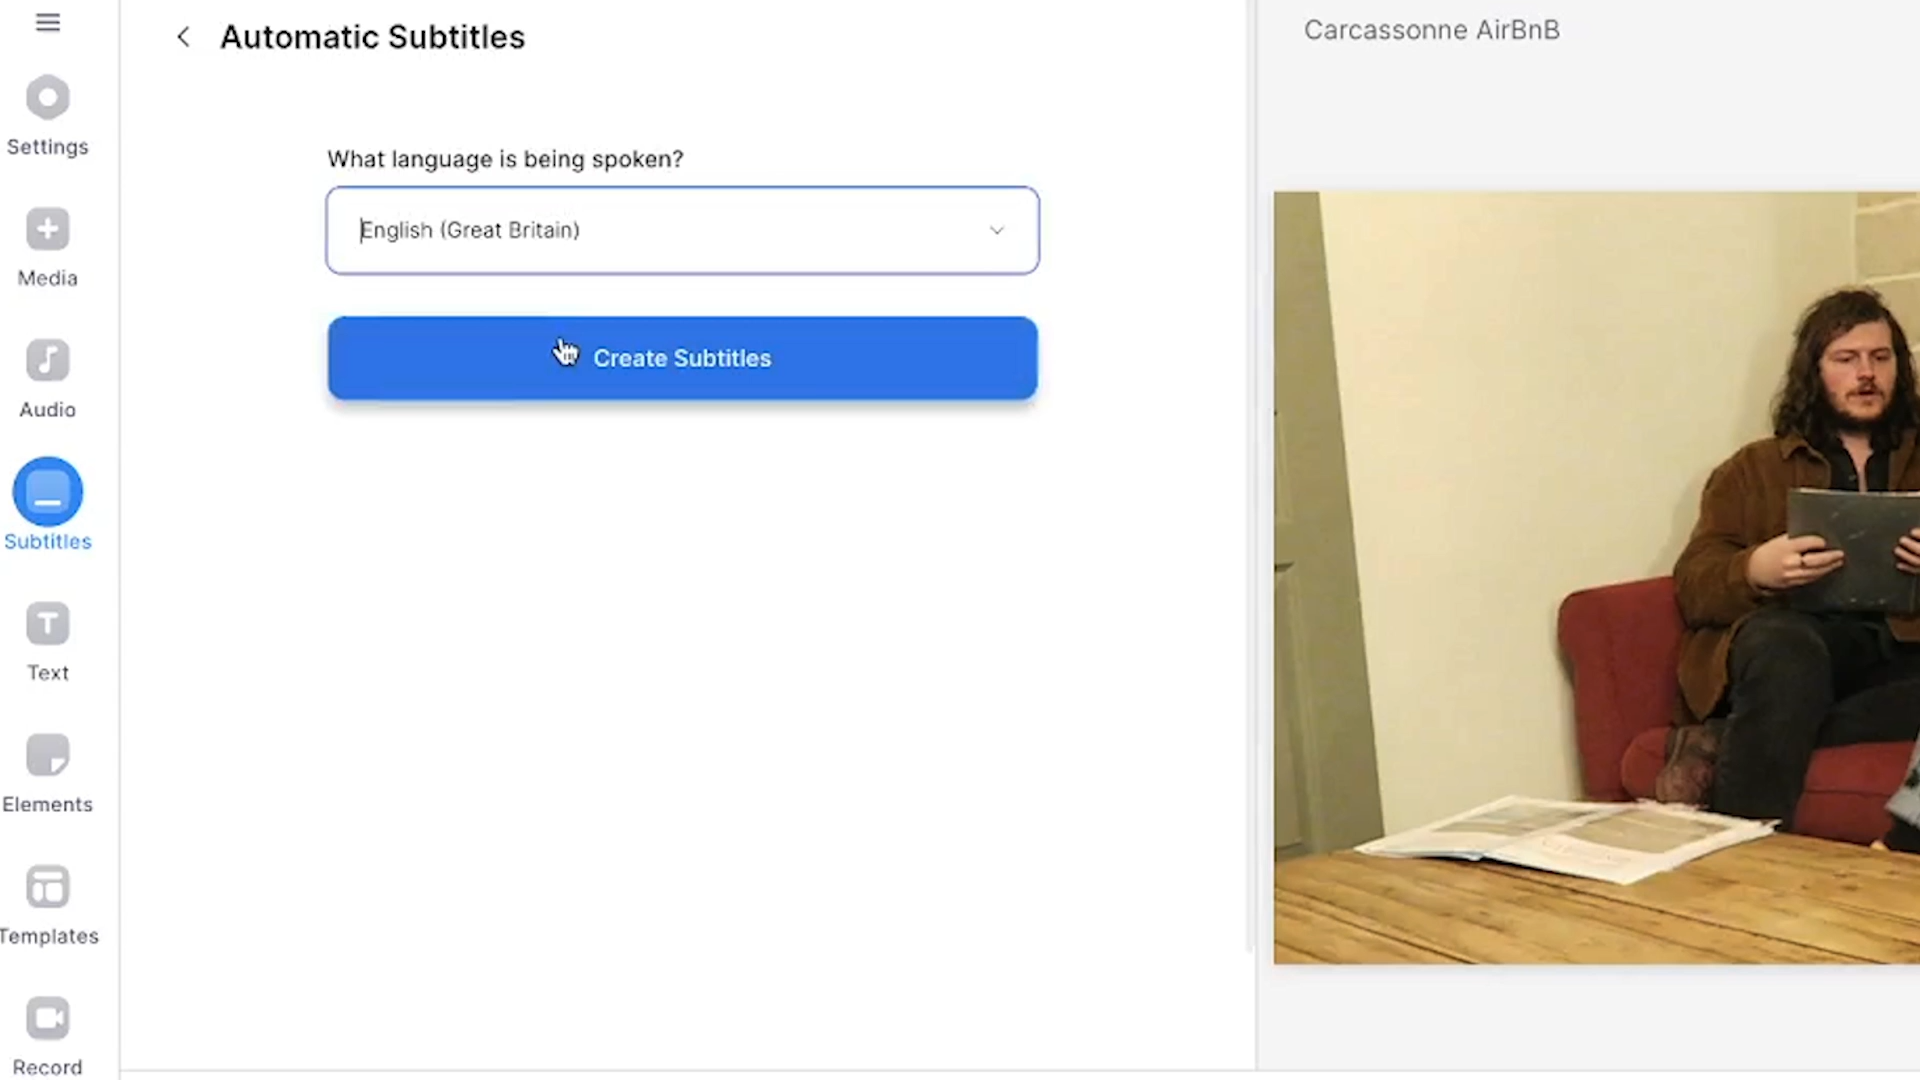 Automatic Subtitles
Carcassonne AirBnB
Settings
What language is being spoken?
English (Great Britain)
Media
Create Subtitles
Audio
Subtitles
Text
Elements
Templates
Record